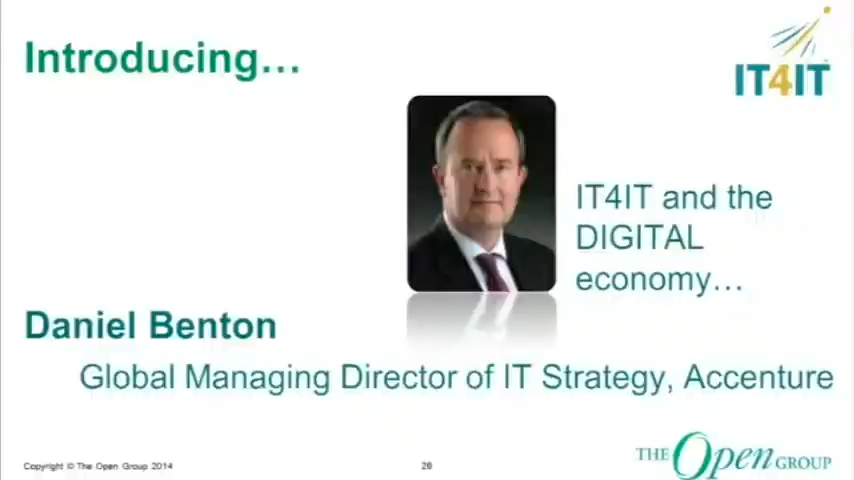 Introducing...
IT4IT
IT4IT and the
DIGITAL
economy...
Daniel Benton
Global Managing Director of IT Strategy, Accenture
Copyright © The Open Group 2014
26
THE Open GROUP